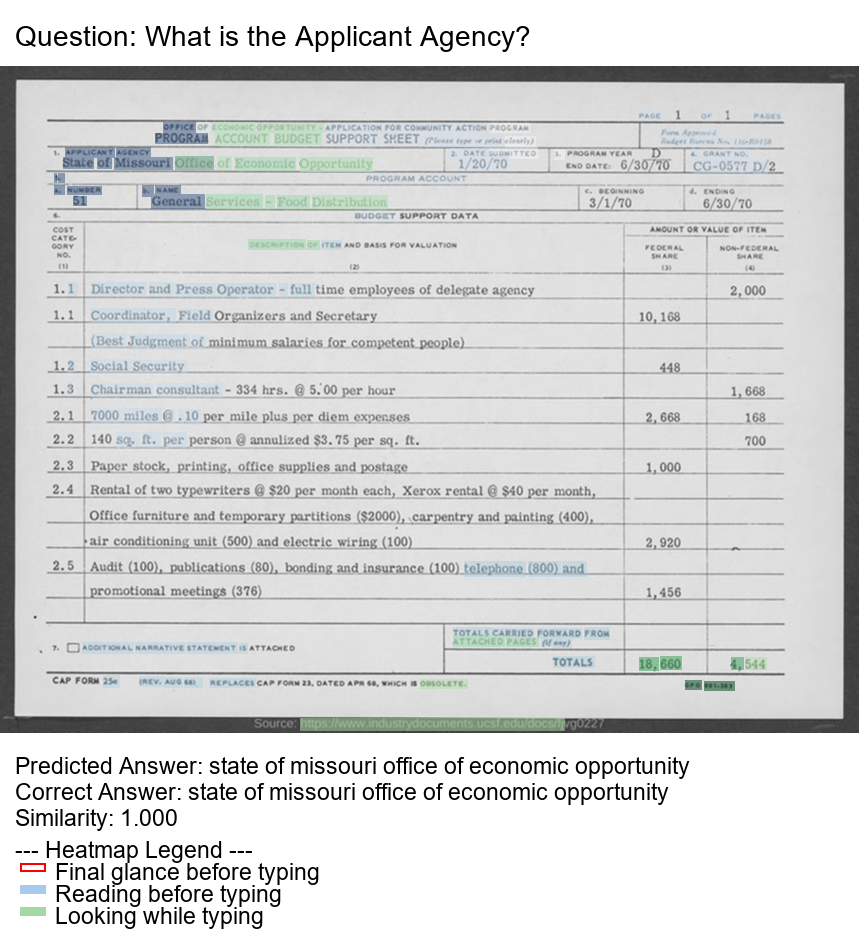 Question: What is the Applicant Agency?
PAGE 1 OF 1 PAGES
OFFICE OF ECONOMIC OPPORTUNITY - APPLICATION FOR COMMUNITY ACTION PROGRAM
PROGRAM ACCOUNT BUDGET SUPPORT SHEET (Please type or print clearly)
Form Approved
Budget Bureau No. 116-R0158
1. APPLICANT AGENCY
State of Missouri Office of Economic Opportunity
2. DATE SUBMITTED
1/20/70
3. PROGRAM YEAR D
END DATE: 6/30/70
4. GRANT NO.
CG-0577 D/2
PROGRAM ACCOUNT
a. NUMBER
51
b. NAME
General Services - Food Distribution
c. BEGINNING
3/1/70
d. ENDING
6/30/70
6. BUDGET SUPPORT DATA
COST CATE- GORY NO. (1)
DESCRIPTION OF ITEM AND BASIS FOR VALUATION (2)
AMOUNT OR VALUE OF ITEM
FEDERAL SHARE (3)
NON-FEDERAL SHARE (4)
1.1 Director and Press Operator - full time employees of delegate agency 2,000
1.1 Coordinator, Field Organizers and Secretary 10,168
(Best Judgment of minimum salaries for competent people)
1.2 Social Security 448
1.3 Chairman consultant - 334 hrs. @ 5.00 per hour 1,668
2.1 7000 miles @ .10 per mile plus per diem expenses 2,668 168
2.2 140 sq. ft. per person @ annulized $3.75 per sq. ft. 700
2.3 Paper stock, printing, office supplies and postage 1,000
2.4 Rental of two typewriters @ $20 per month each, Xerox rental @ $40 per month,
Office furniture and temporary partitions ($2000), carpentry and painting (400),
air conditioning unit (500) and electric wiring (100) 2,920
2.5 Audit (100), publications (80), bonding and insurance (100) telephone (800) and
promotional meetings (376) 1,456
7. ADDITIONAL NARRATIVE STATEMENT IS ATTACHED
TOTALS CARRIED FORWARD FROM
ATTACHED PAGES (if any)
TOTALS 18,660 4,544
CAP FORM 25a (REV. AUG 68) REPLACES CAP FORM 23, DATED APR 68, WHICH IS OBSOLETE.
Source: https://www.industrydocuments.ucsf.edu/docs/
Predicted Answer: state of missouri office of economic opportunity
Correct Answer: state of missouri office of economic opportunity
Similarity: 1.000
--- Heatmap Legend ---
Final glance before typing
Reading before typing
Looking while typing